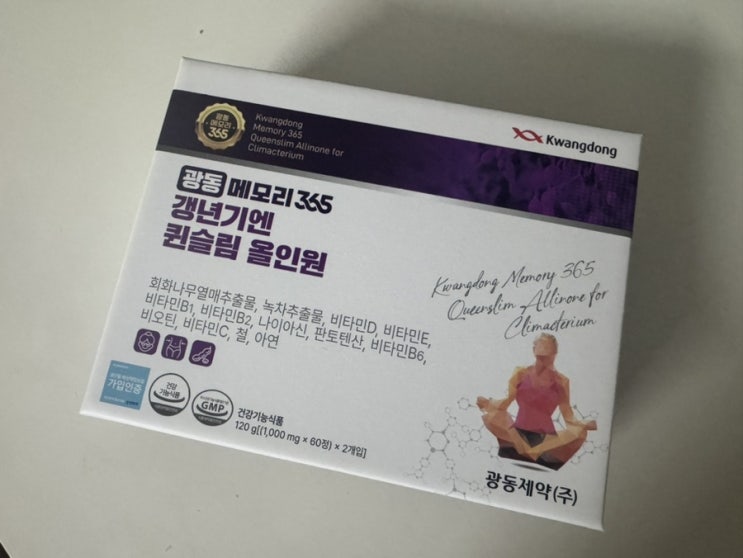 광동
메모리
365
Kwangdong
Memory 365
Queenslim Allinone for
Climacterium
Kwangdong
광동 메모리 365
갱년기엔
퀸슬림 올인원
Kwangdong Memory 365
Queenslim Allinone for
Climacterium
회화나무열매추출물, 녹차추출물, 비타민D, 비타민E,
비타민B1, 비타민B2, 나이아신, 판토텐산, 비타민B6,
비오틴, 비타민C, 철, 아연
가입인증
건강
기능식품
GMP
건강기능식품
120 g[(1,000 mg × 60정) × 2개입]
광동제약(주)